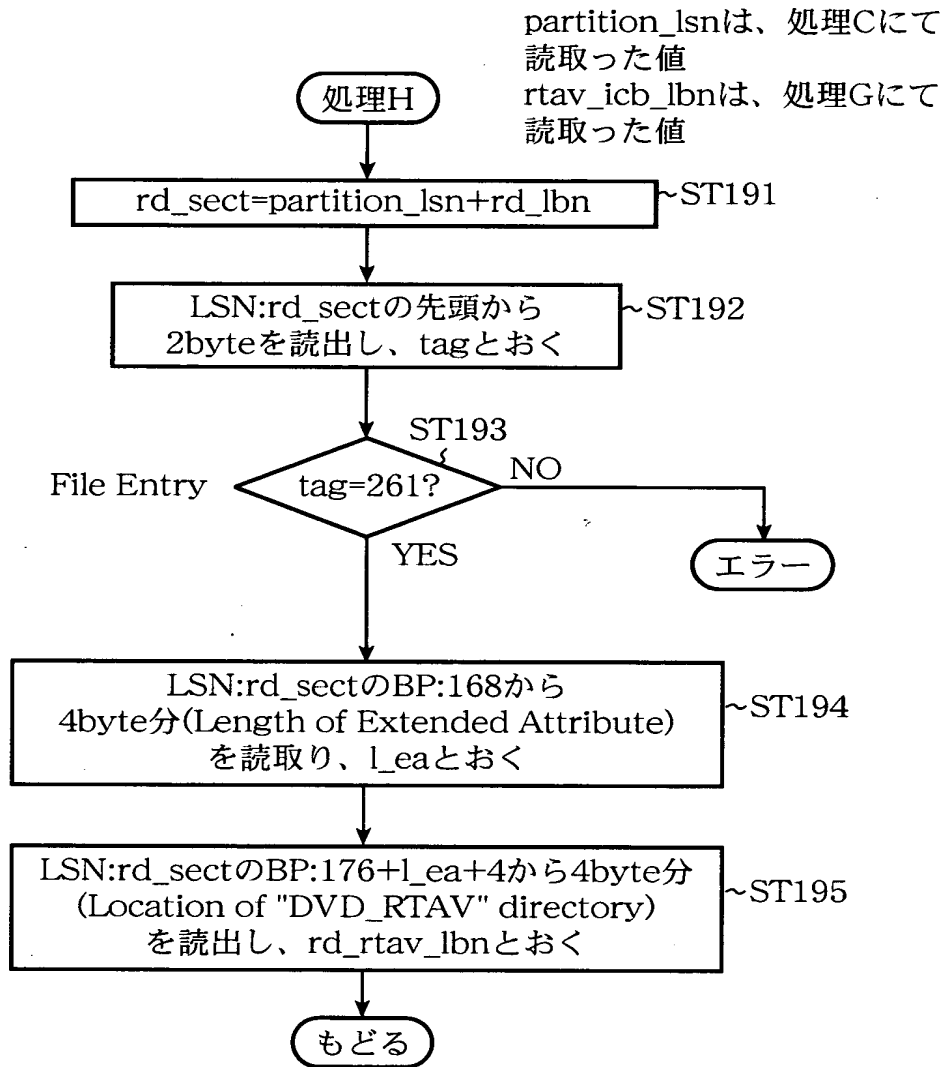 partition_lsnは、処理Cにて
読取った値
rtav_icb_lbnは、処理Gにて
読取った値
処理H
rd_sect=partition_lsn+rd_lbn
~ST191
LSN:rd_sectの先頭から
2byteを読出し、tagとおく
~ST192
ST193
File Entry
tag=261?
NO
YES
エラー
LSN:rd_sectのBP:168から
4byte分(Length of Extended Attribute)
を読取り、l_eaとおく
~ST194
LSN:rd_sectのBP:176+l_ea+4から4byte分
(Location of "DVD_RTAV" directory)
を読出し、rd_rtav_lbnとおく
~ST195
もどる